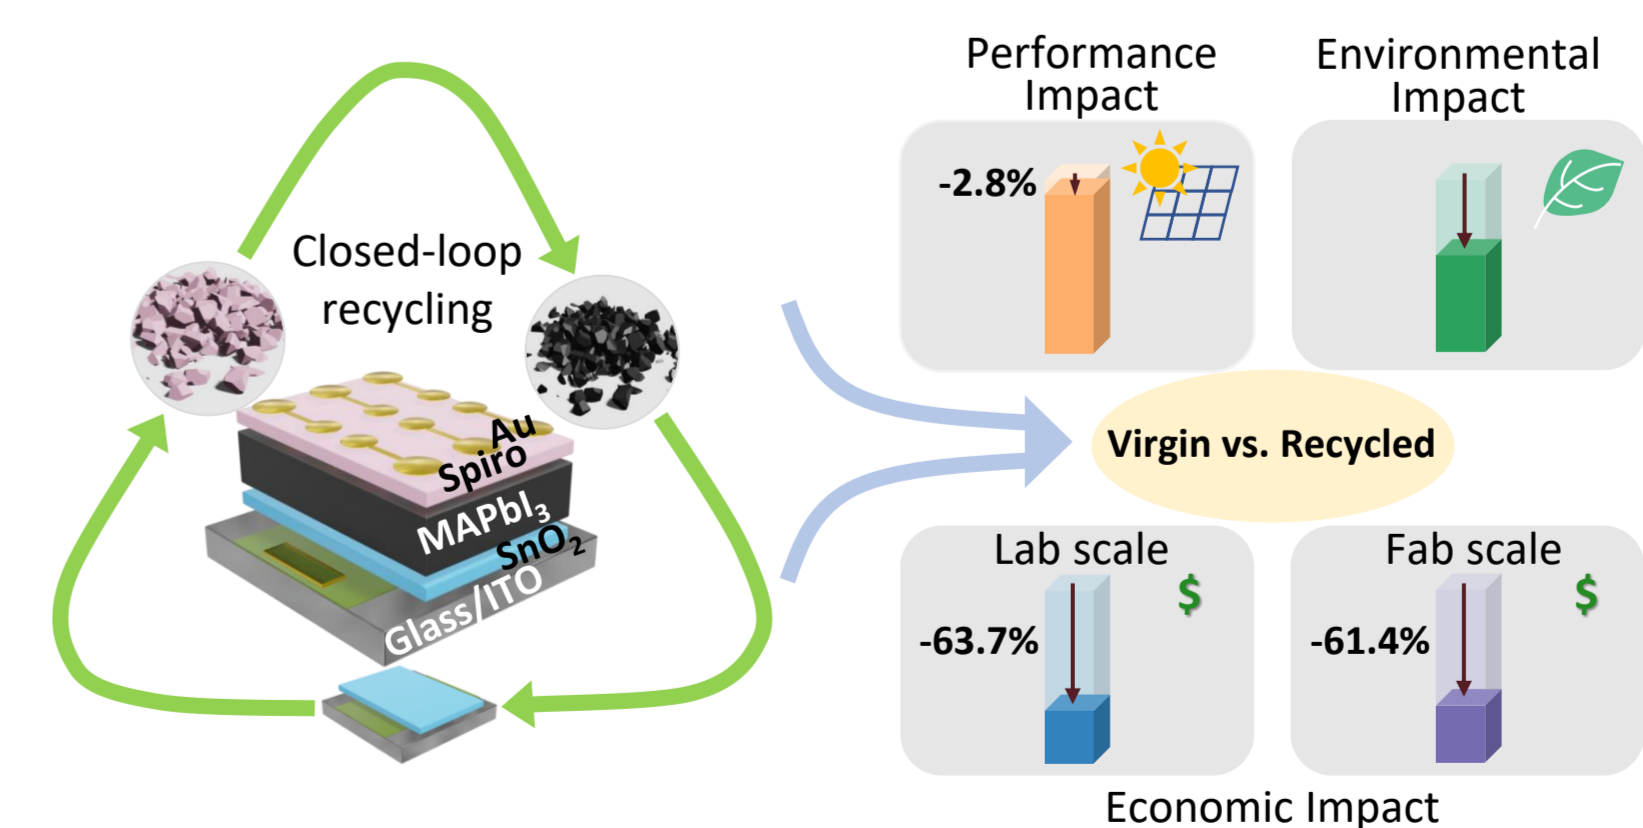 Closed-loop
recycling
Au
Spiro
MAPbI₃
SnO₂
Glass/ITO
Performance
Impact
-2.8%
Environmental
Impact
Virgin vs. Recycled
Lab scale
$
-63.7%
Fab scale
$
-61.4%
Economic Impact